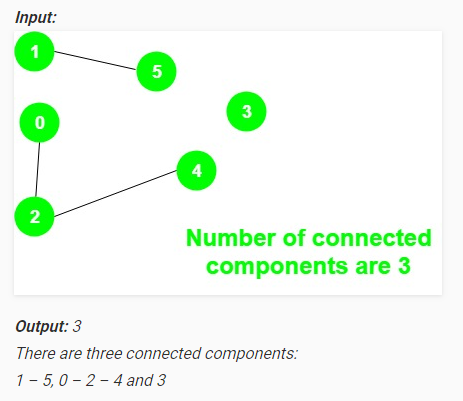 Input:
1
5
3
0
4
2
Number of connected
components are 3
Output: 3
There are three connected components:
1 – 5, 0 – 2 – 4 and 3